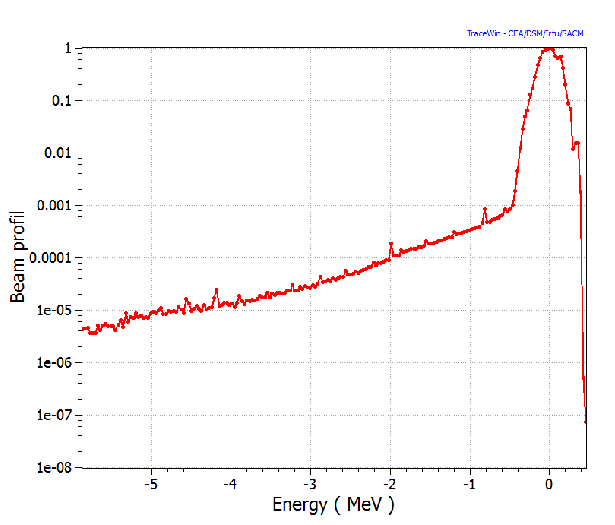 TraceWin - CEA/DSM/Irfu/SACM
1
0.1
0.01
0.001
0.0001
1e-05
1e-06
1e-07
1e-08
Beam profil
-5
-4
-3
-2
-1
0
Energy ( MeV )